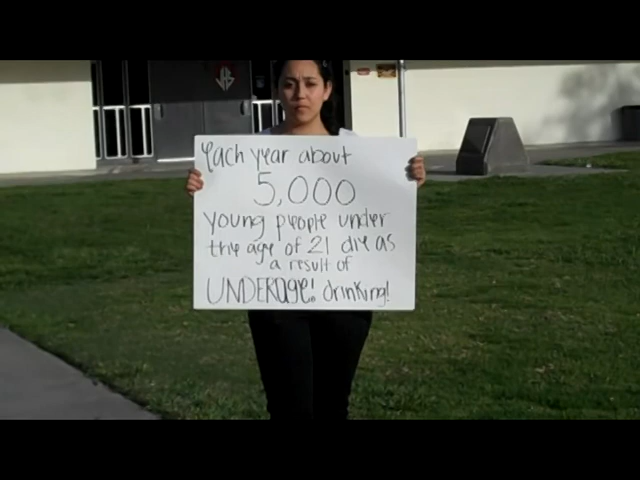 Each year about
5,000
young people under
the age of 21 die as
a result of
UNDERage! drinking!